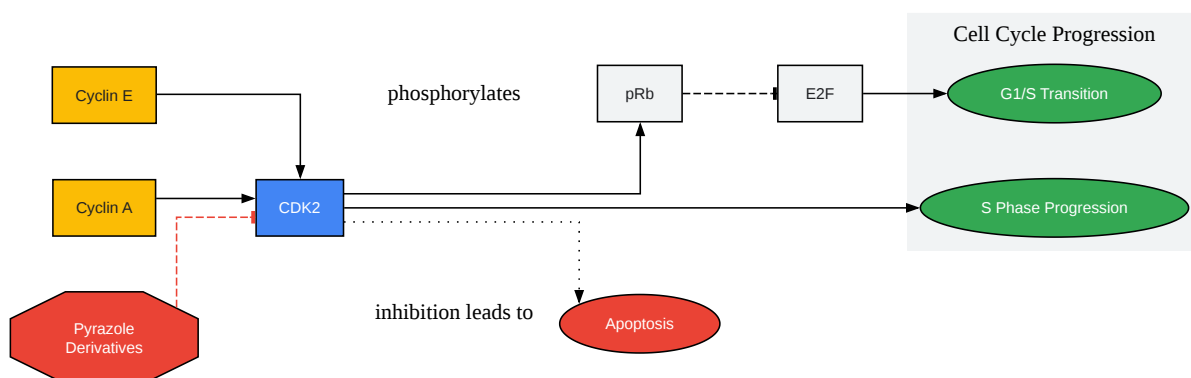 Cell Cycle Progression
Cyclin E
phosphorylates
pRb
E2F
G1/S Transition
Cyclin A
CDK2
S Phase Progression
inhibition leads to
Apoptosis
Pyrazole
Derivatives